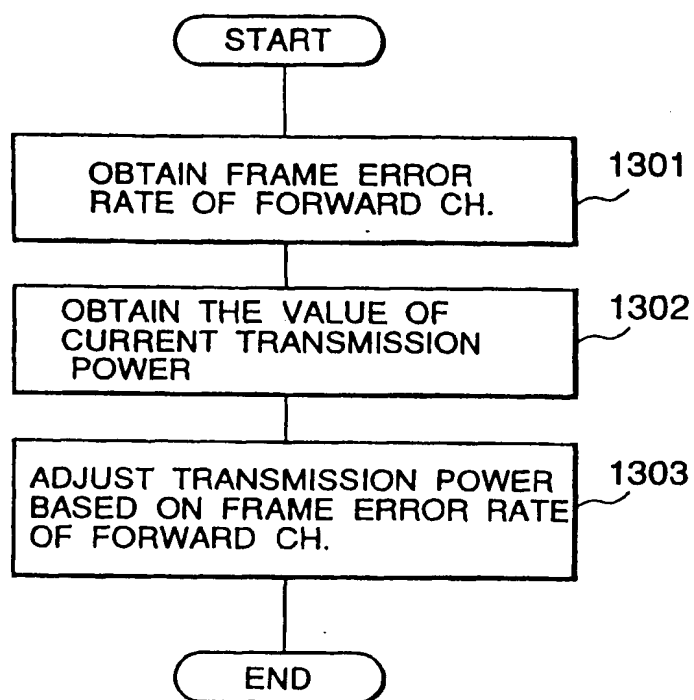 START
OBTAIN FRAME ERROR
RATE OF FORWARD CH.
1301
OBTAIN THE VALUE OF
CURRENT TRANSMISSION
POWER
1302
ADJUST TRANSMISSION POWER
BASED ON FRAME ERROR RATE
OF FORWARD CH.
1303
END